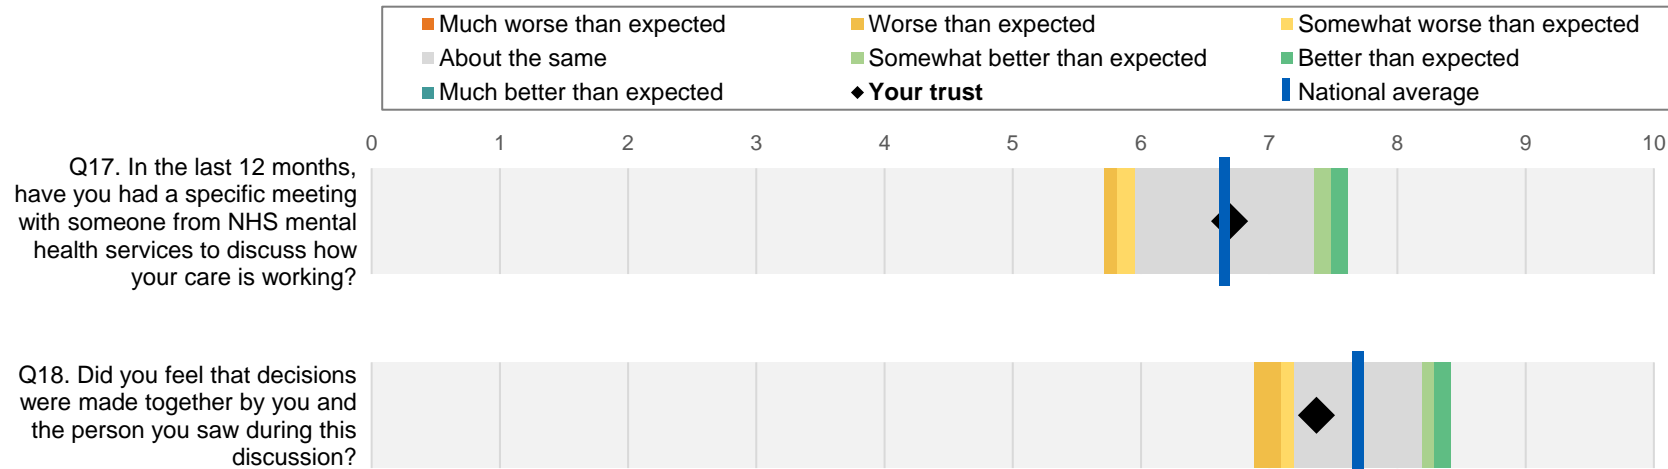 Much worse than expected
Worse than expected
Somewhat worse than expected
About the same
Somewhat better than expected
Better than expected
Much better than expected
Your trust
National average
0 1 2 3 4 5 6 7 8 9 10
Q17. In the last 12 months,
have you had a specific meeting
with someone from NHS mental
health services to discuss how
your care is working?
Q18. Did you feel that decisions
were made together by you and
the person you saw during this
discussion?